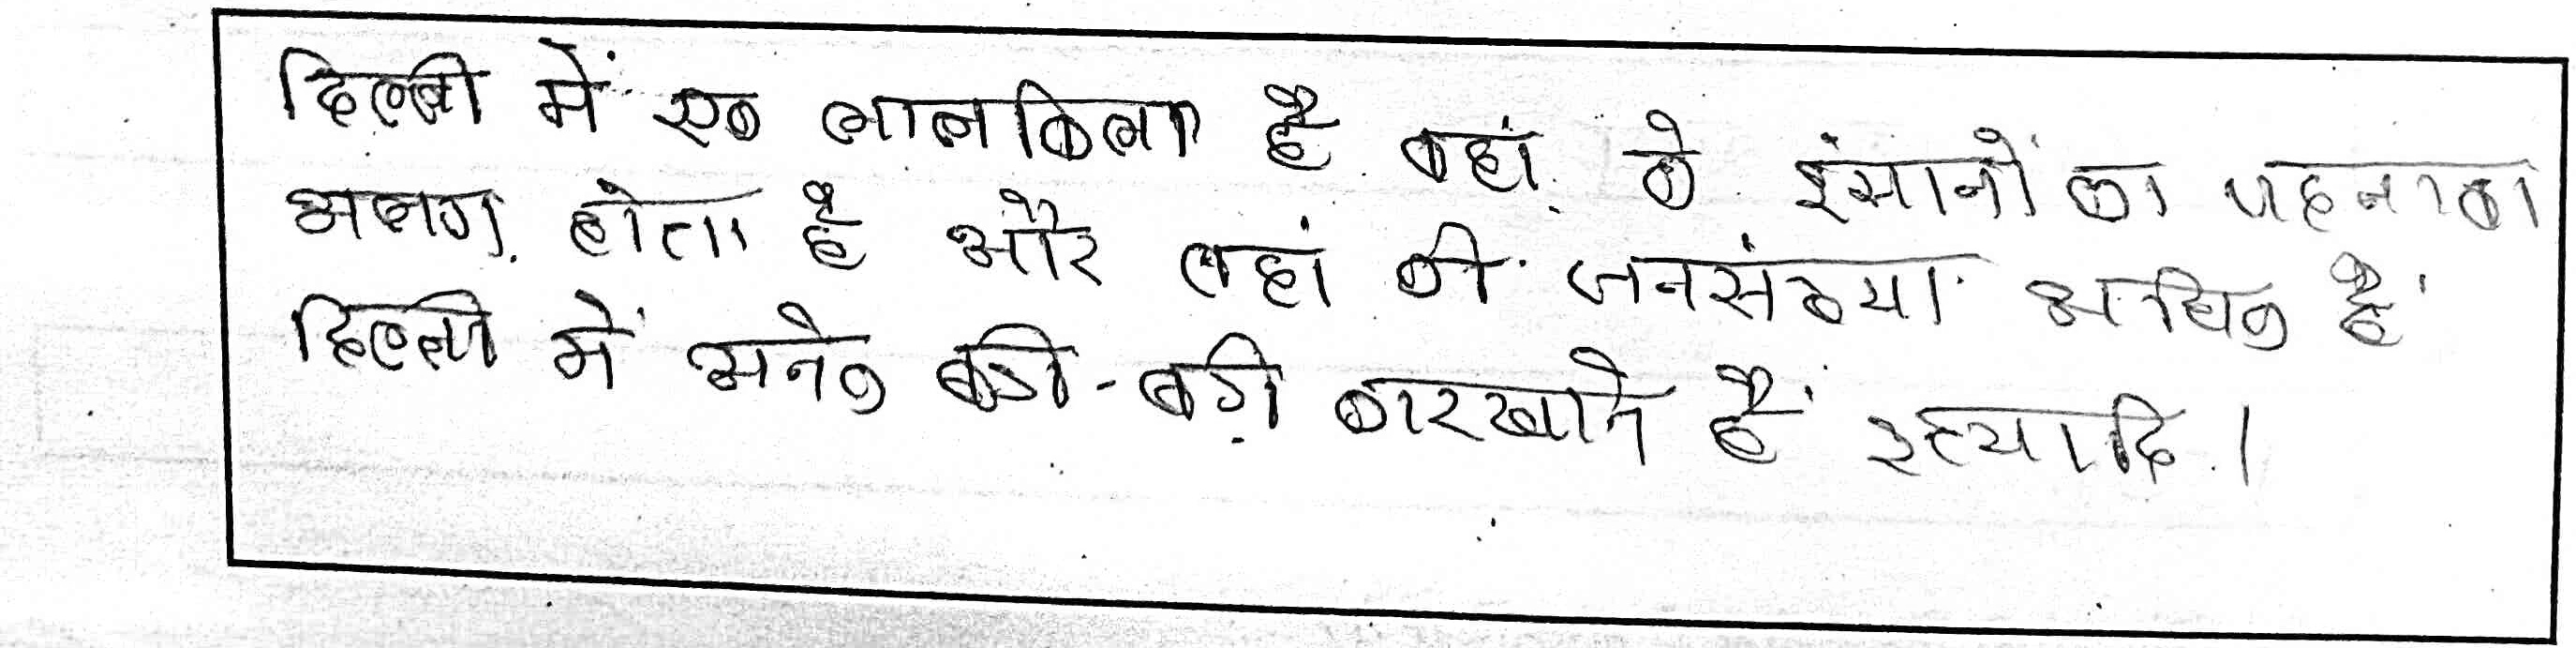 दिल्ली में एक लालकिला है वहां के इंसानों का पहनावा
अलग होता है और वहां की जनसंख्या अधिक है
दिल्ली में अनेक बडी-बड़ी कारखाने हैं इत्यादि।